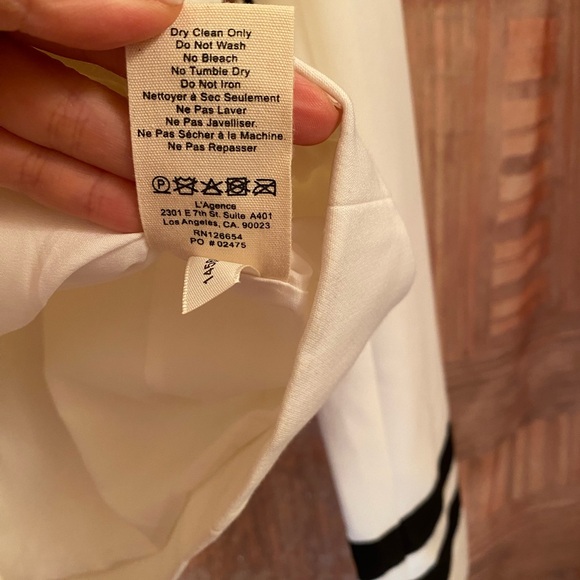 Dry Clean Only
Do Not Wash
No Bleach
No Tumble Dry
Do Not Iron
Nettoyer à Sec Seulement
Ne Pas Laver
Ne Pas Javelliser
Ne Pas Sécher à la Machine
Ne Pas Repasser
P
L'Agence
2301 E 7th St. Suite A401
Los Angeles, CA. 90023
RN126654
PO # 02475